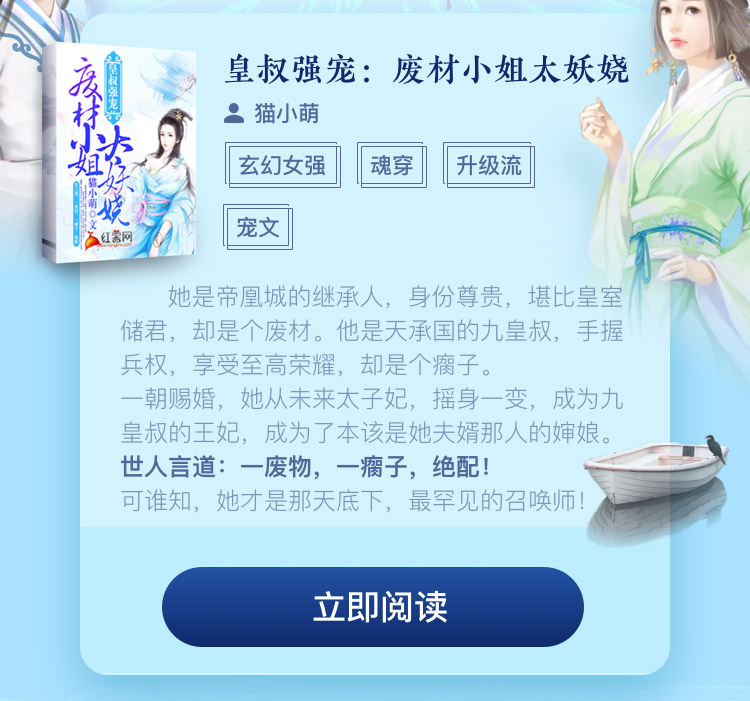 皇叔强宠：废材小姐太妖娆
猫小萌
玄幻女强
魂穿
升级流
宠文
皇叔强宠
废材
小姐
太妖娆
猫小萌◎文
红薯网
她是帝凰城的继承人，身份尊贵，堪比皇室
储君，却是个废材。他是天承国的九皇叔，手握
兵权，享受至高荣耀，却是个瘸子。
一朝赐婚，她从未来太子妃，摇身一变，成为九
皇叔的王妃，成为了本该是她夫婿那人的婶娘。
世人言道：一废物，一瘸子，绝配！
可谁知，她才是那天底下，最罕见的召唤师！
立即阅读